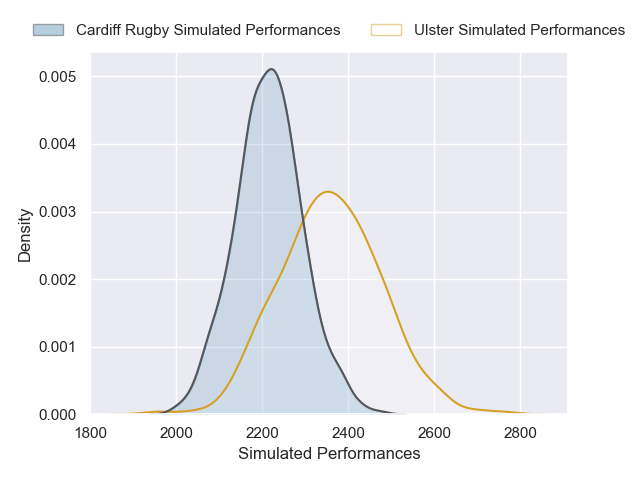 Cardiff Rugby Simulated Performances Ulster Simulated Performances
0.005
0.004
0.003
0.002
0.001
0.000
Density
1800 2000 2200 2400 2600 2800
Simulated Performances